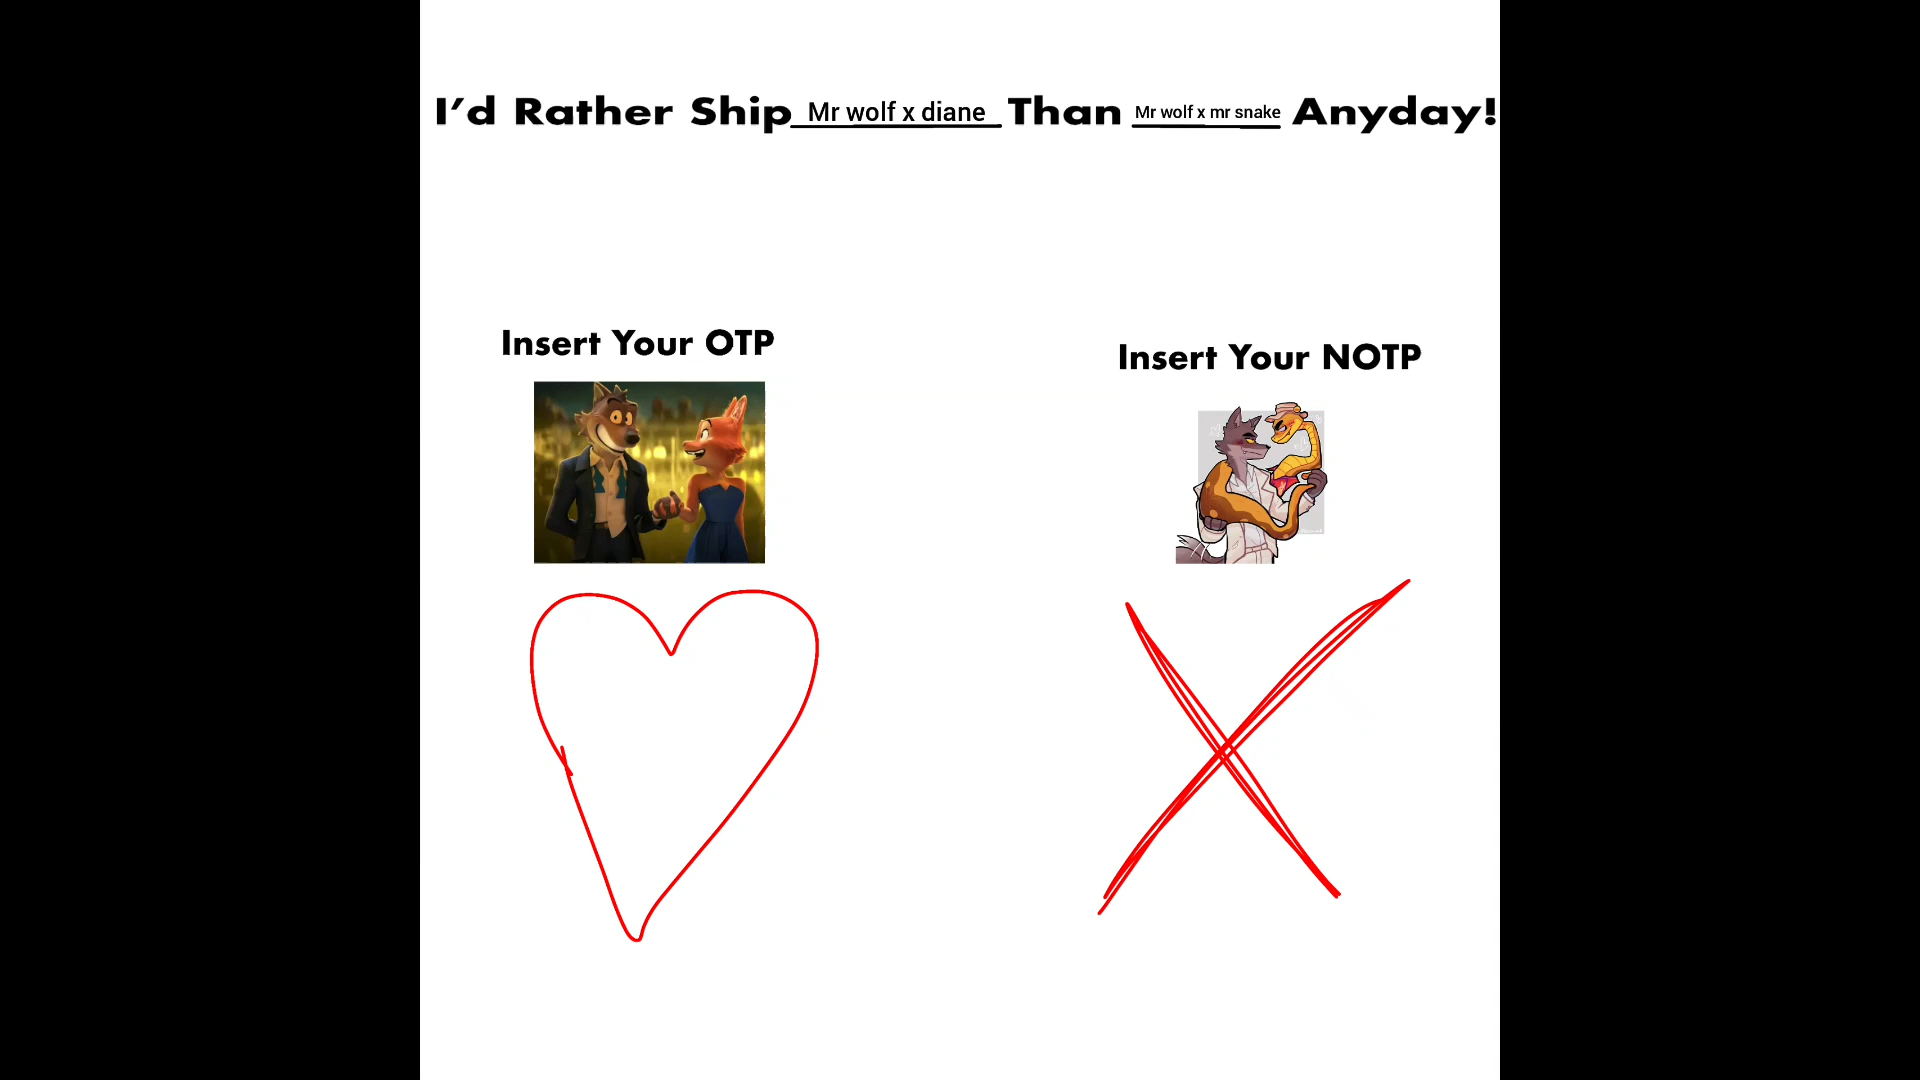 I'd Rather Ship Mr wolf x diane Than Mr wolf x mr snake Anyday!
Insert Your OTP
Insert Your NOTP